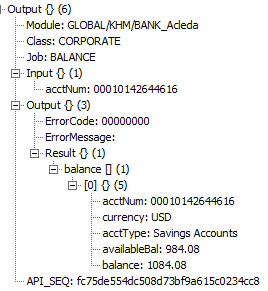 Output {} (6)
Module: GLOBAL/KHM/BANK_Acleda
Class: CORPORATE
Job: BALANCE
Input {} (1)
acctNum: 00010142644616
Output {} (3)
ErrorCode: 00000000
ErrorMessage:
Result {} (1)
balance [] (1)
[0] {} (5)
acctNum: 00010142644616
currency: USD
acctType: Savings Accounts
availableBal: 984.08
balance: 1084.08
API_SEQ: fc75de554dc508d73bf9a615c0234cc8